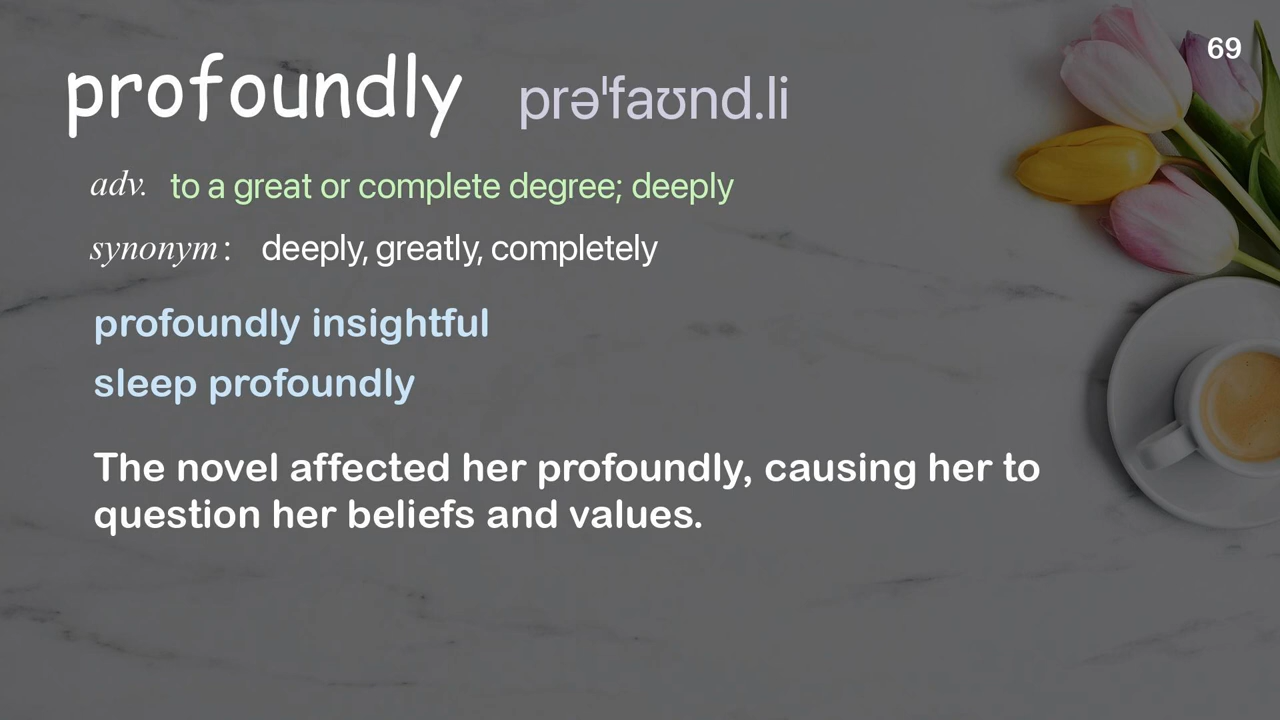 69
profoundly prəˈfaʊnd.li
adv. to a great or complete degree; deeply
synonym: deeply, greatly, completely
profoundly insightful
sleep profoundly
The novel affected her profoundly, causing her to
question her beliefs and values.